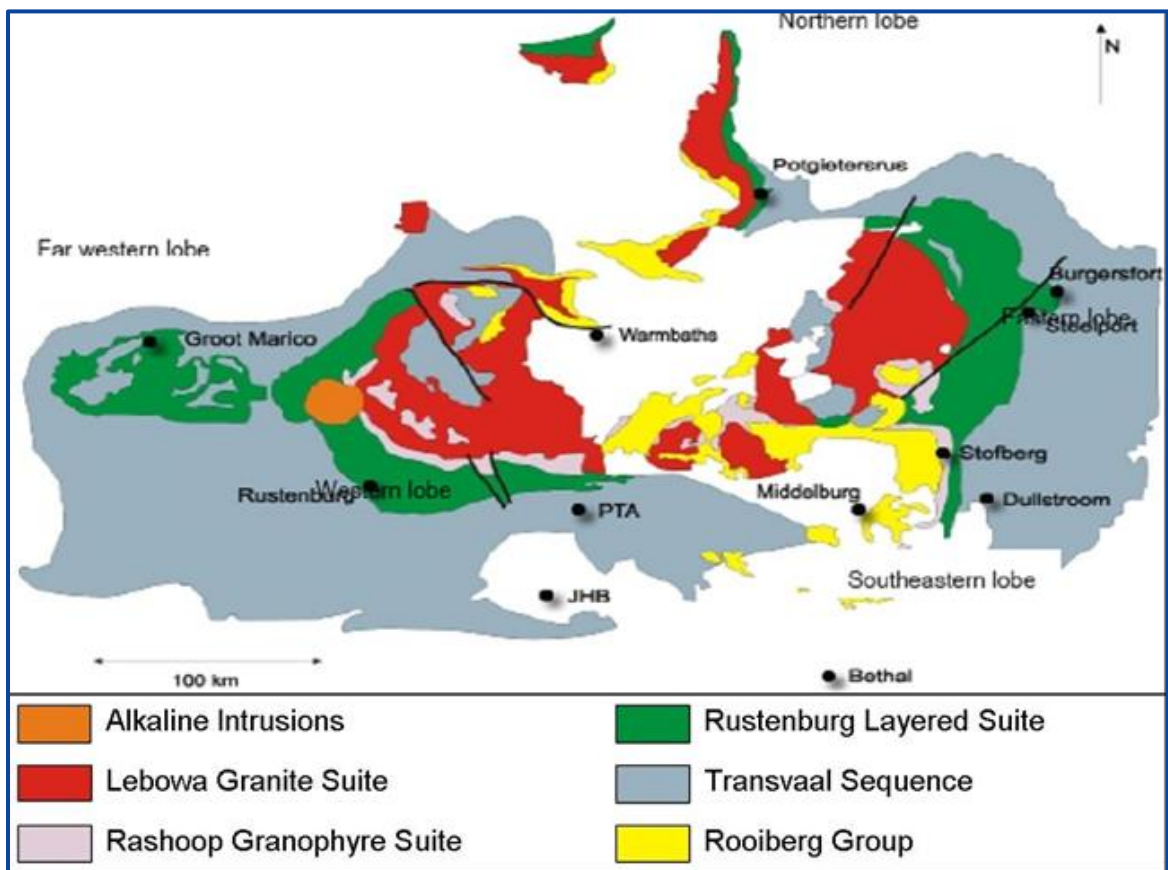 Northern lobe
N
Potgietersrus
Far western lobe
Burgersfort
Eastern lobe
Steelport
Groot Marico
Warmbaths
Stofberg
Rustenburg
Western lobe
Middelburg
Dullstroom
PTA
Southeastern lobe
JHB
100 km
Bethal
Alkaline Intrusions
Rustenburg Layered Suite
Lebowa Granite Suite
Transvaal Sequence
Rashoop Granophyre Suite
Rooiberg Group